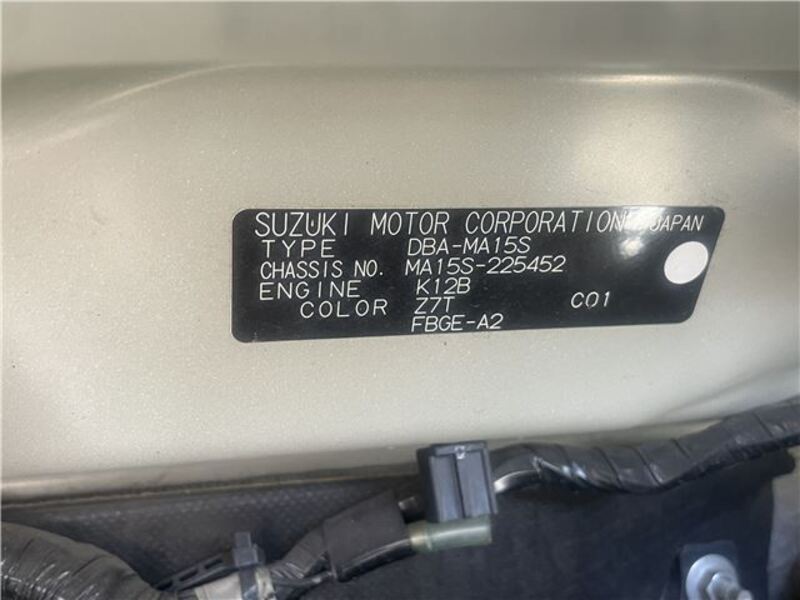 SUZUKI MOTOR CORPORATION JAPAN
TYPE DBA-MA15S
CHASSIS NO. MA15S-225452
ENGINE K12B
COLOR Z7T C01
FBGE-A2